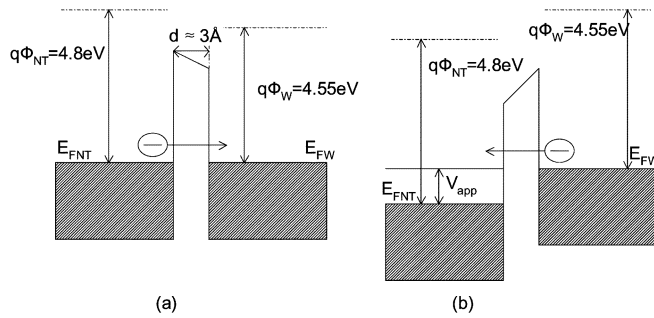 d ≈ 3Å
qΦNT=4.8eV
qΦW=4.55eV
EFNT
EFW
(a)
qΦW=4.55eV
qΦNT=4.8eV
EFW
Vapp
EFNT
(b)